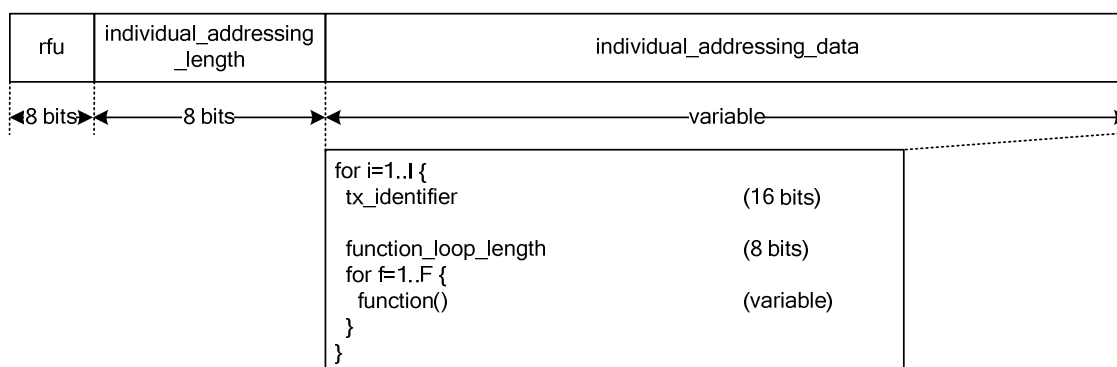 rfu
individual_addressing
_length
individual_addressing_data
8 bits
8 bits
variable
for i=1..I {
tx_identifier (16 bits)
function_loop_length (8 bits)
for f=1..F {
function() (variable)
}
}